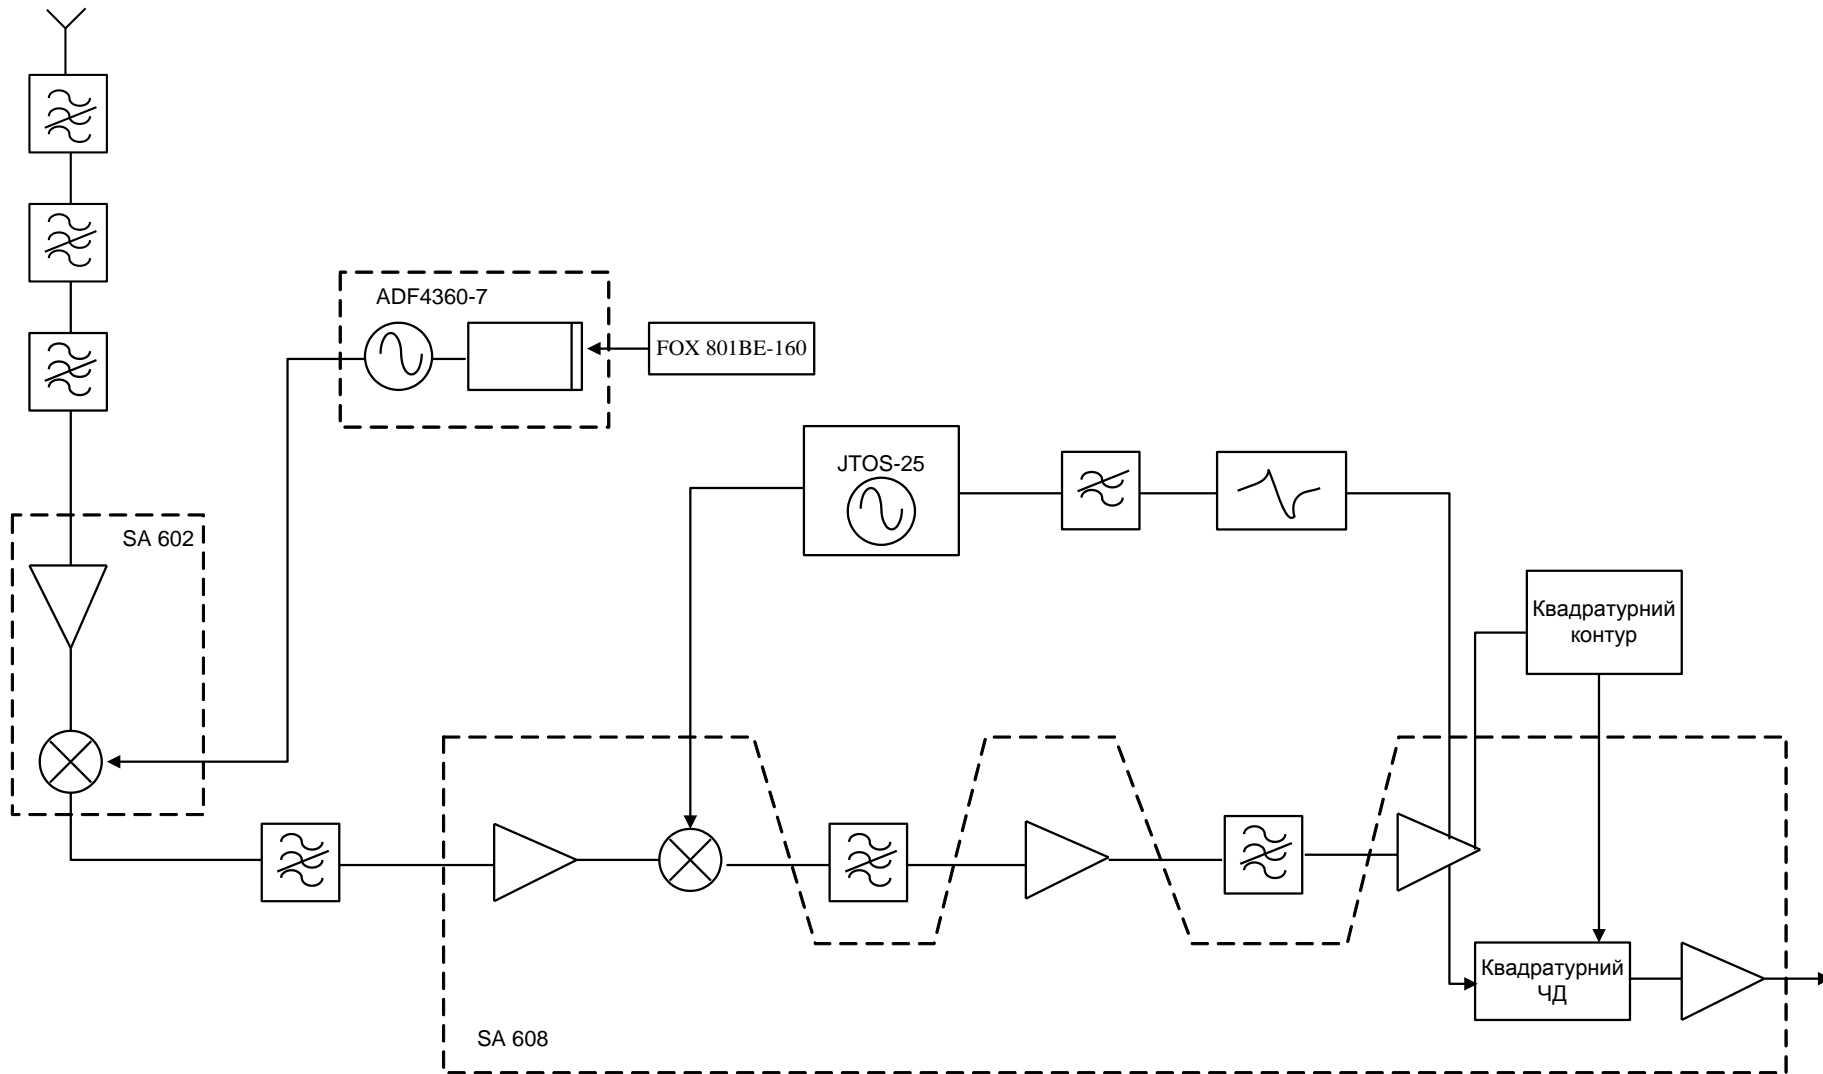 ADF4360-7
FOX 801BE-160
JTOS-25
SA 602
Квадратурний
контур
Квадратурний
ЧД
SA 608